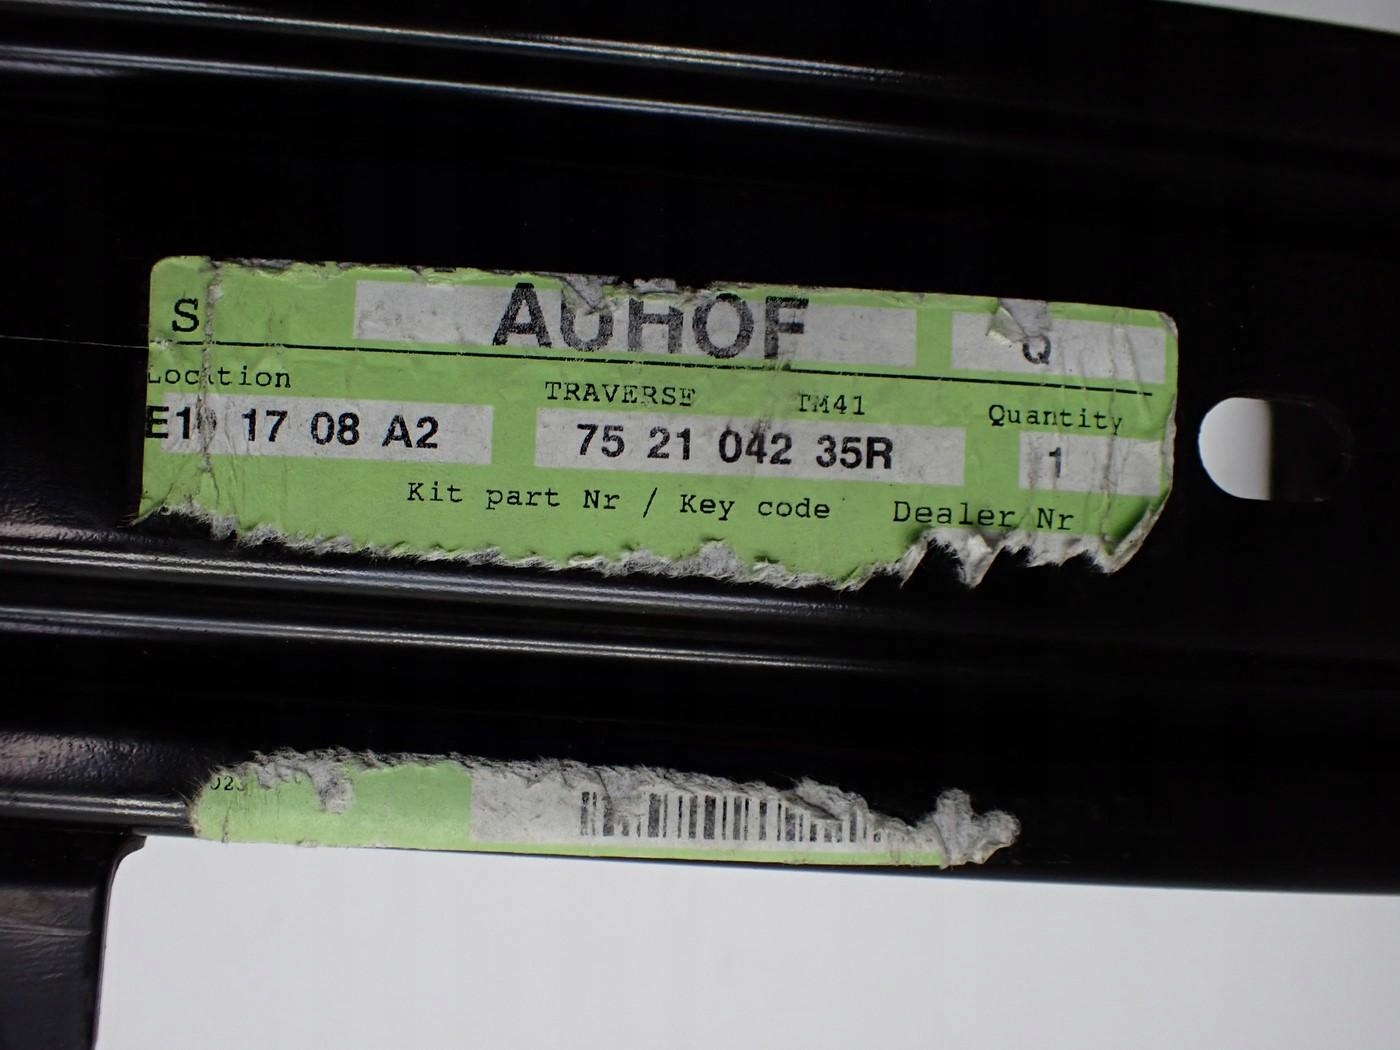 S AUHOF Q
Location TRAVERSE TM41 Quantity
E10 17 08 A2 75 21 042 35R 1
Kit part Nr / Key code Dealer Nr